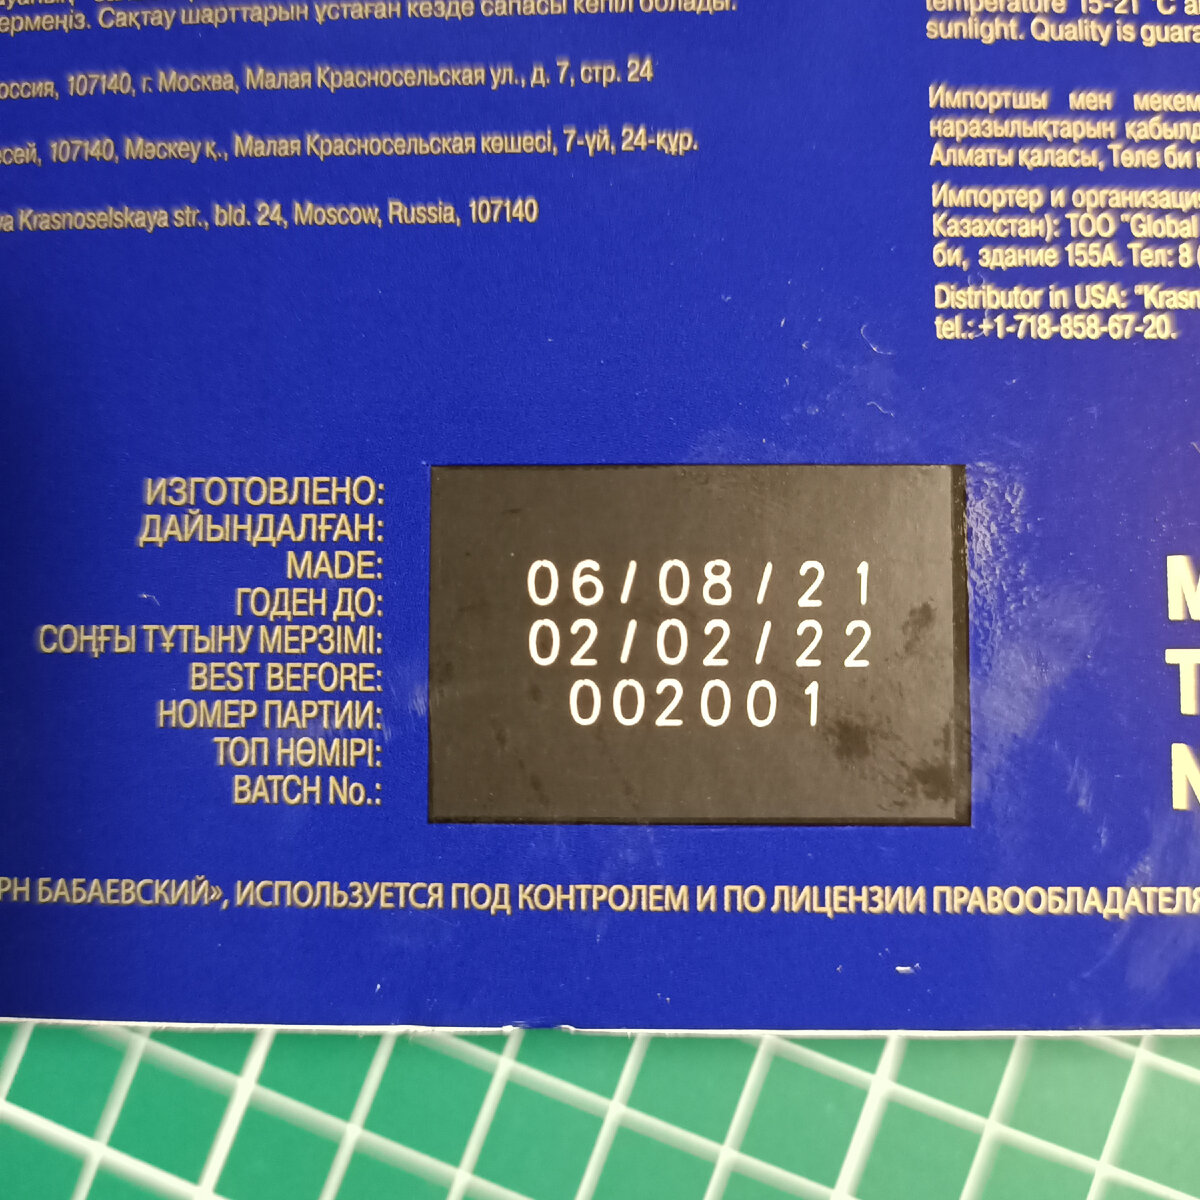 ермеңіз. Сақтау шарттарын ұстаған кезде сапасы кепіл болады.
оссия, 107140, г. Москва, Малая Красносельская ул., д. 7, стр. 24
есей, 107140, Мәскеу қ., Малая Красносельская көшесі, 7-үй, 24-құр.
ya Krasnoselskaya str., bld. 24, Moscow, Russia, 107140
temperature 15-21 °C a
sunlight. Quality is guara
Импортшы мен мекем
наразылықтарын қабылд
Алматы қаласы, Төле би
Импортер и организаци
Казахстан): ТОО "Global
би, здание 155А. Тел: 8
Distributor in USA: "Krasn
tel.: +1-718-858-67-20.
ИЗГОТОВЛЕНО:
ДАЙЫНДАЛҒАН:
MADE:
ГОДЕН ДО:
СОҢҒЫ ТҰТЫНУ МЕРЗІМІ:
BEST BEFORE:
НОМЕР ПАРТИИ:
ТОП НӨМІРІ:
BATCH No.:
06/08/21
02/02/22
002001
РН БАБАЕВСКИЙ», ИСПОЛЬЗУЕТСЯ ПОД КОНТРОЛЕМ И ПО ЛИЦЕНЗИИ ПРАВООБЛАДАТЕЛЯ